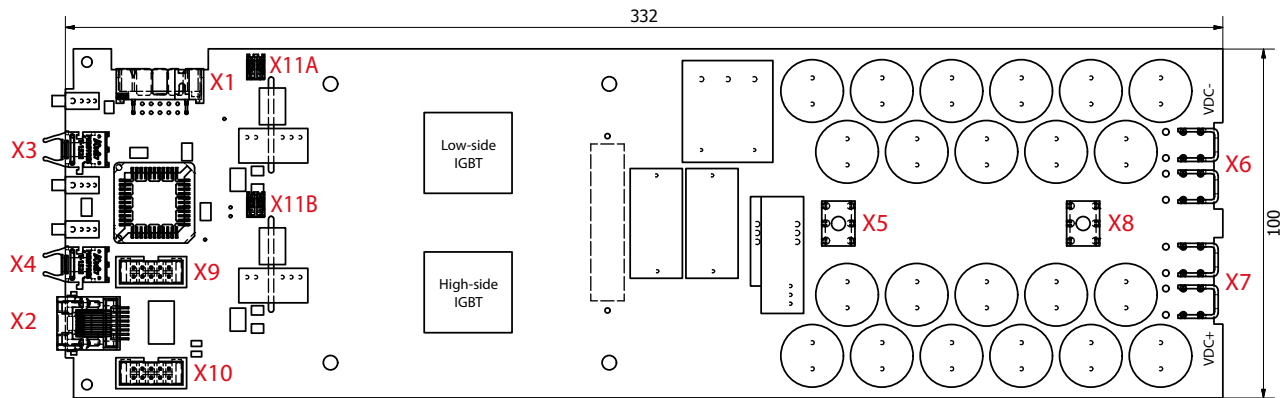 332
X11A
X1
VDC-
X3
Low-side
IGBT
X6
X11B
X5
X8
100
X4
X9
High-side
IGBT
X7
X2
VDC+
X10